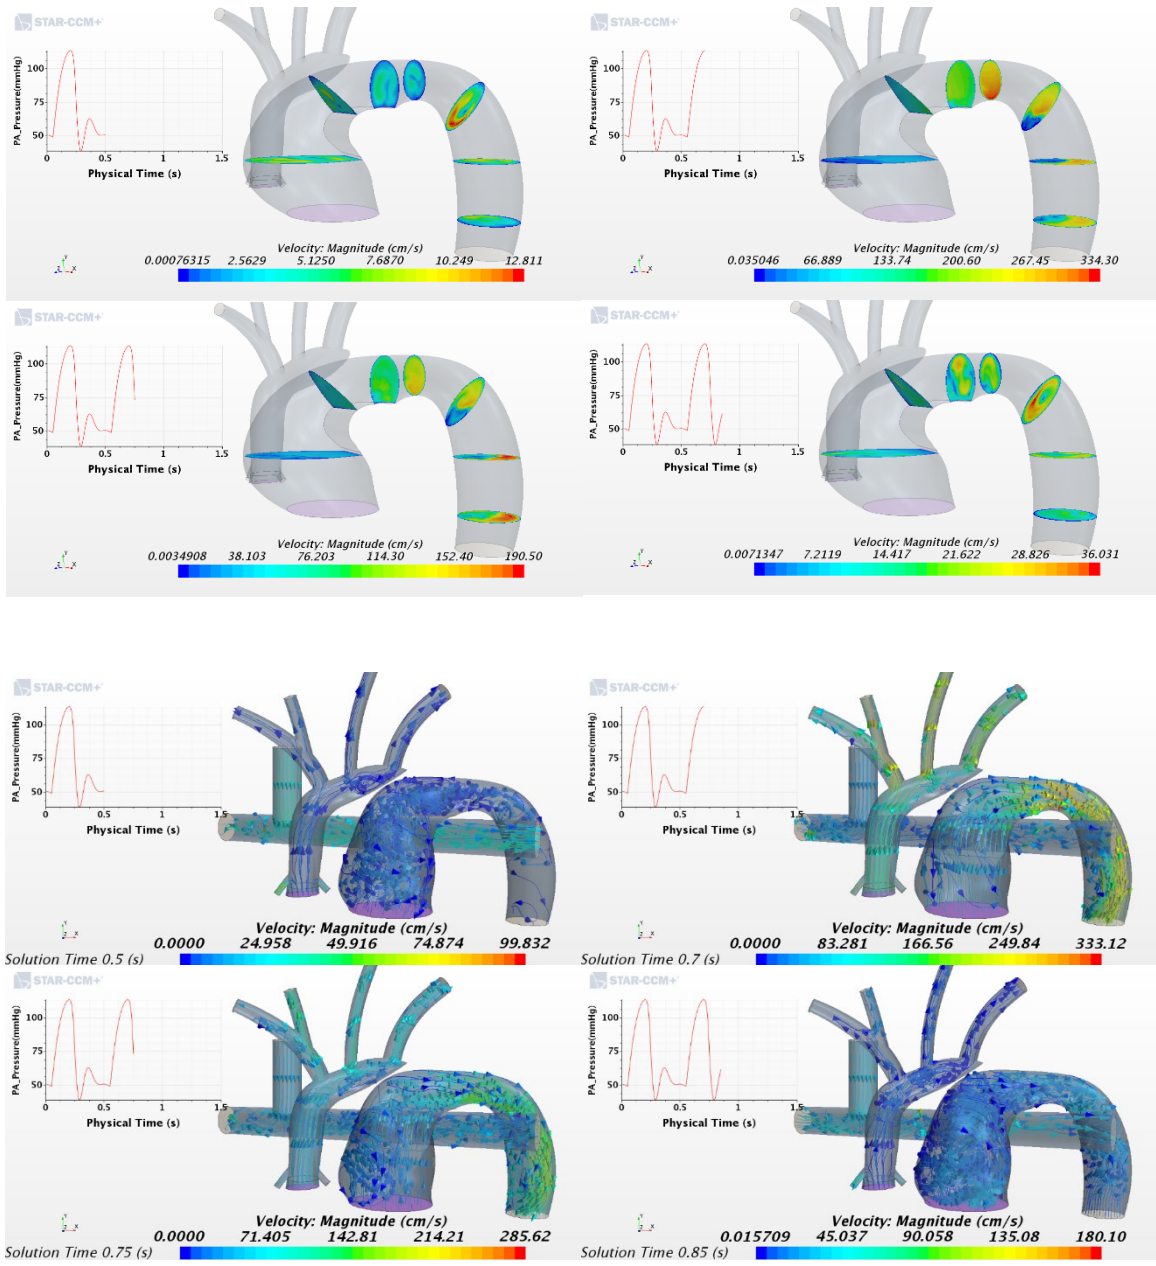 STAR-CCM+
PA_Pressure(mmHg)
100
75
50
0 0.5 1 1.5
Physical Time (s)
Velocity: Magnitude (cm/s)
0.00076315 2.5629 5.1250 7.6870 10.249 12.811
STAR-CCM+
PA_Pressure(mmHg)
100
75
50
0 0.5 1 1.5
Physical Time (s)
Velocity: Magnitude (cm/s)
0.035046 66.889 133.74 200.60 267.45 334.30
STAR-CCM+
PA_Pressure(mmHg)
100
75
50
0 0.5 1 1.5
Physical Time (s)
Velocity: Magnitude (cm/s)
0.0034908 38.103 76.203 114.30 152.40 190.50
STAR-CCM+
PA_Pressure(mmHg)
100
75
50
0 0.5 1 1.5
Physical Time (s)
Velocity: Magnitude (cm/s)
0.0071347 7.2119 14.417 21.622 28.826 36.031
STAR-CCM+
PA_Pressure(mmHg)
100
75
50
0 0.5 1 1.5
Physical Time (s)
Velocity: Magnitude (cm/s)
0.0000 24.958 49.916 74.874 99.832
Solution Time 0.5 (s)
STAR-CCM+
PA_Pressure(mmHg)
100
75
50
0 0.5 1 1.5
Physical Time (s)
Velocity: Magnitude (cm/s)
0.0000 83.281 166.56 249.84 333.12
Solution Time 0.7 (s)
STAR-CCM+
PA_Pressure(mmHg)
100
75
50
0 0.5 1 1.5
Physical Time (s)
Velocity: Magnitude (cm/s)
0.0000 71.405 142.81 214.21 285.62
Solution Time 0.75 (s)
STAR-CCM+
PA_Pressure(mmHg)
100
75
50
0 0.5 1 1.5
Physical Time (s)
Velocity: Magnitude (cm/s)
0.015709 45.037 90.058 135.08 180.10
Solution Time 0.85 (s)